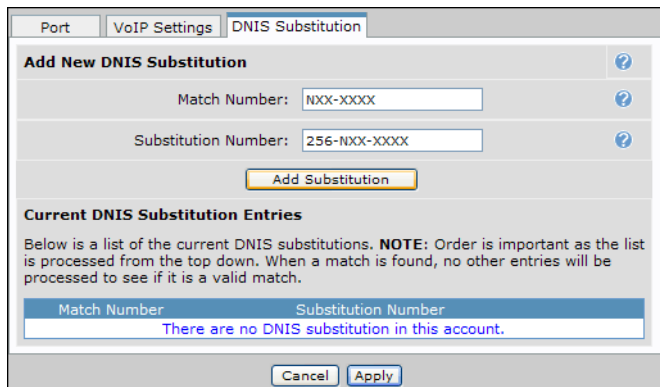 Port VoIP Settings DNIS Substitution
Add New DNIS Substitution ?
Match Number: NXX-XXXX ?
Substitution Number: 256-NXX-XXXX ?
Add Substitution
Current DNIS Substitution Entries
Below is a list of the current DNIS substitutions. NOTE: Order is important as the list
is processed from the top down. When a match is found, no other entries will be
processed to see if it is a valid match.
Match Number Substitution Number
There are no DNIS substitution in this account.
Cancel Apply